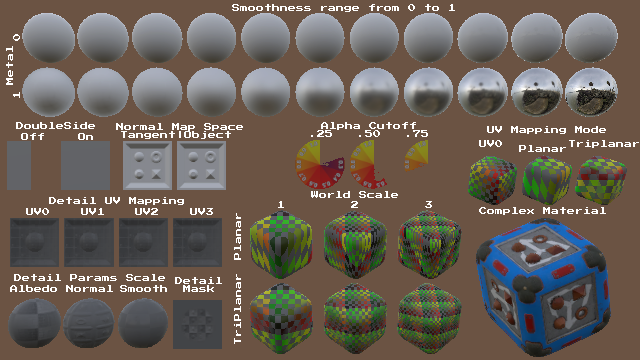 Smoothness range from 0 to 1
Metal
0
1
DoubleSide
Off On
Normal Map Space
Tangent Object
Alpha Cutoff
.25 .50 .75
UV Mapping Mode
UV0 Planar Triplanar
Detail UV Mapping
UV0 UV1 UV2 UV3
World Scale
1 2 3
Planar
TriPlanar
Complex Material
Detail Params Scale
Albedo Normal Smooth
Detail
Mask